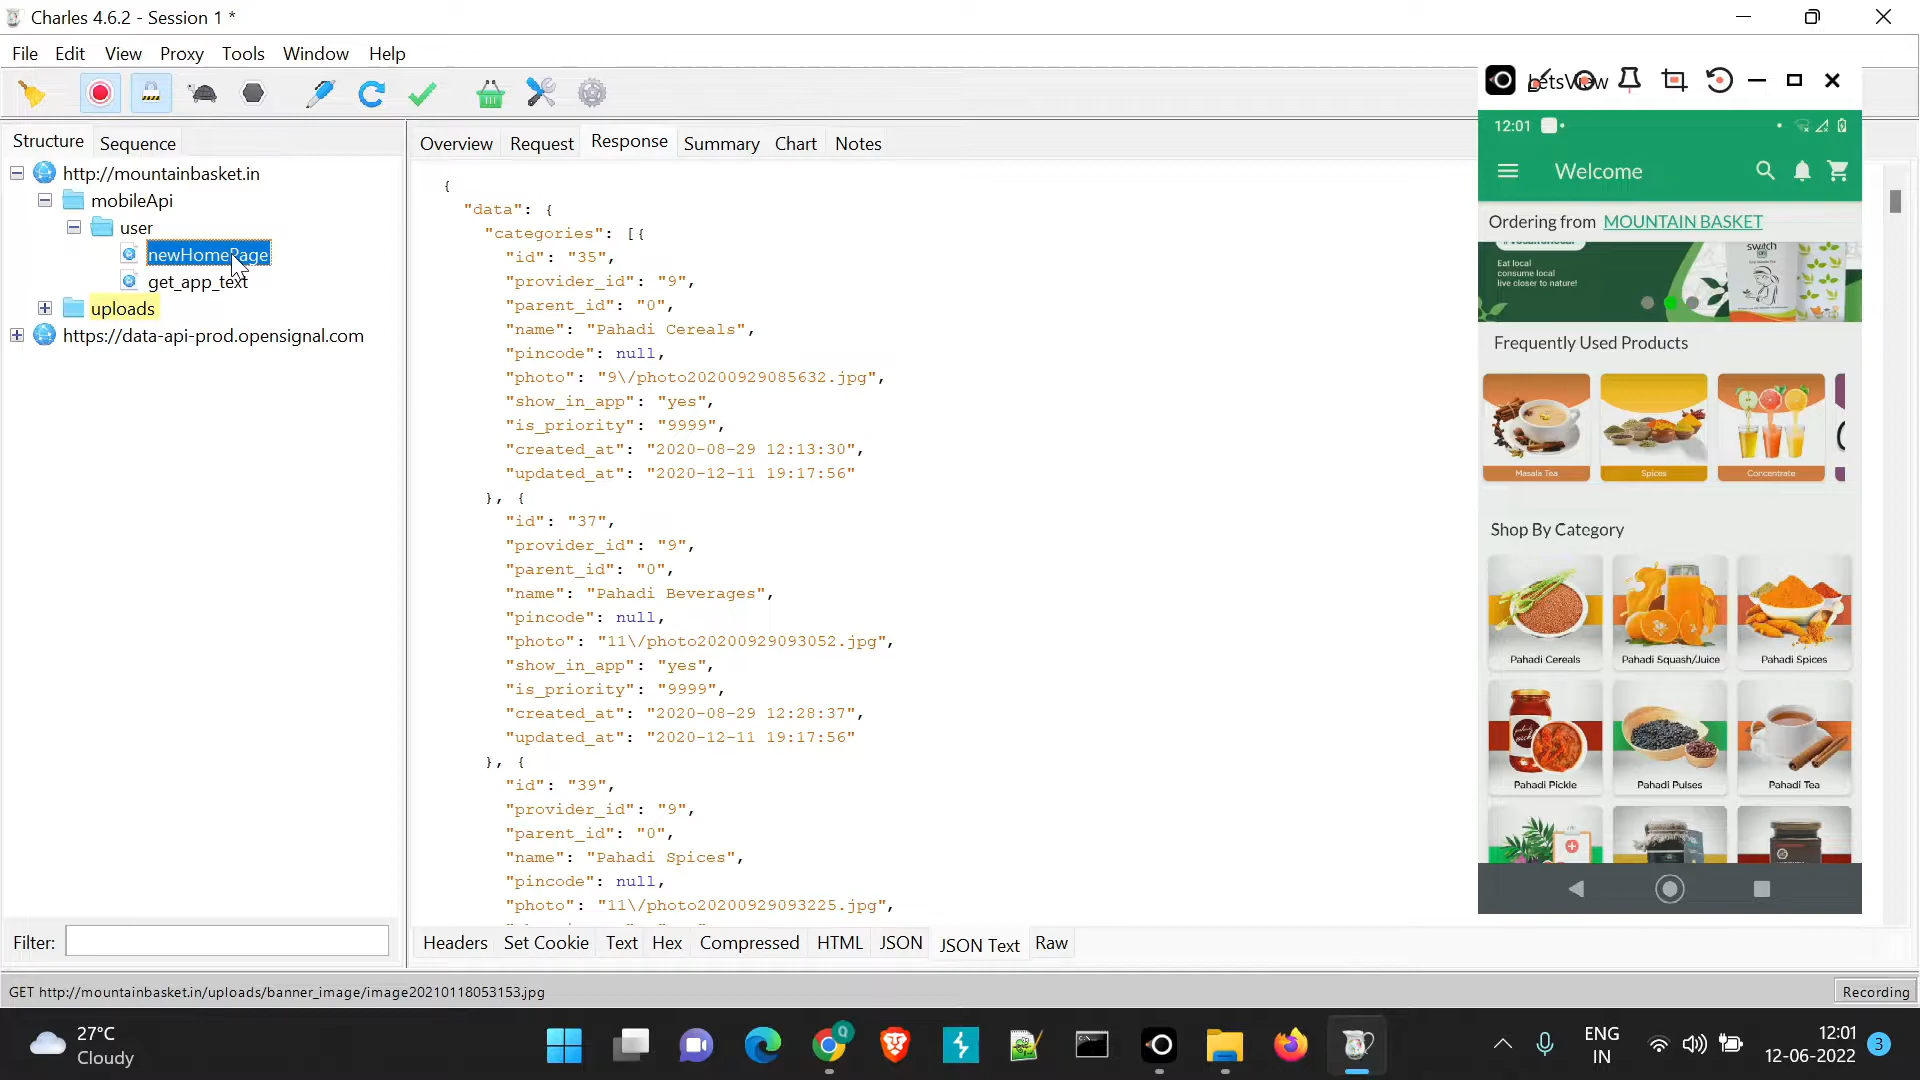 Charles 4.6.2 - Session 1 *
File Edit View Proxy Tools Window Help
Structure Sequence
http://mountainbasket.in
mobileApi
user
newHomePage
get_app_text
uploads
https://data-api-prod.opensignal.com
Filter:
Overview Request Response Summary Chart Notes
{
"data": {
"categories": [{
"id": "35",
"provider_id": "9",
"parent_id": "0",
"name": "Pahadi Cereals",
"pincode": null,
"photo": "9\/photo20200929085632.jpg",
"show_in_app": "yes",
"is_priority": "9999",
"created_at": "2020-08-29 12:13:30",
"updated_at": "2020-12-11 19:17:56"
}, {
"id": "37",
"provider_id": "9",
"parent_id": "0",
"name": "Pahadi Beverages",
"pincode": null,
"photo": "11\/photo20200929093052.jpg",
"show_in_app": "yes",
"is_priority": "9999",
"created_at": "2020-08-29 12:28:37",
"updated_at": "2020-12-11 19:17:56"
}, {
"id": "39",
"provider_id": "9",
"parent_id": "0",
"name": "Pahadi Spices",
"pincode": null,
"photo": "11\/photo20200929093225.jpg",
Headers Set Cookie Text Hex Compressed HTML JSON JSON Text Raw
LetsView
12:01
Welcome
Ordering from MOUNTAIN BASKET
switch
Eat local
consume local
live closer to nature!
Frequently Used Products
Masala Tea Spices Concentrate
Shop By Category
Pahadi Cereals Pahadi Squash/Juice Pahadi Spices
Pahadi Pickle Pahadi Pulses Pahadi Tea
GET http://mountainbasket.in/uploads/banner_image/image20210118053153.jpg
Recording
27°C
Cloudy
Q
ENG
IN
12:01
12-06-2022
3